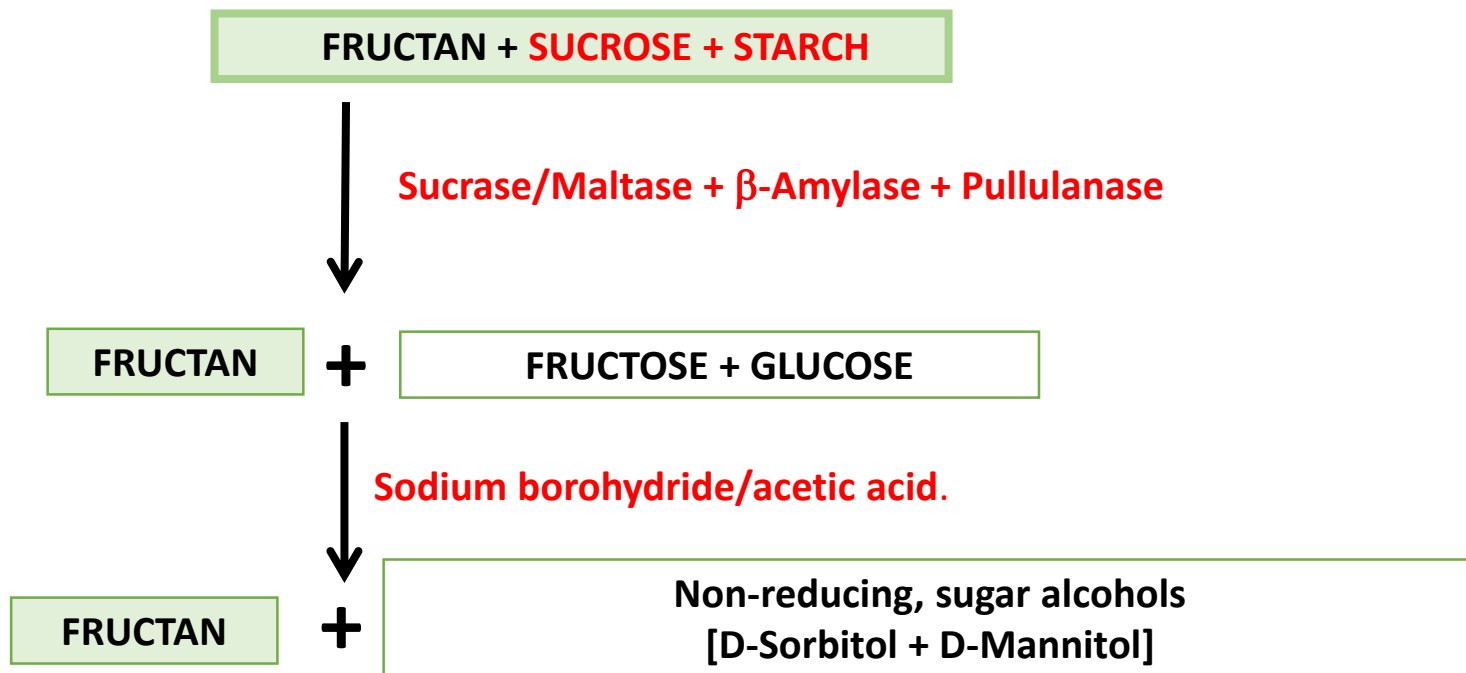 FRUCTAN + SUCROSE + STARCH
Sucrase/Maltase + β-Amylase + Pullulanase
FRUCTAN + FRUCTOSE + GLUCOSE
Sodium borohydride/acetic acid.
FRUCTAN + Non-reducing, sugar alcohols
[D-Sorbitol + D-Mannitol]